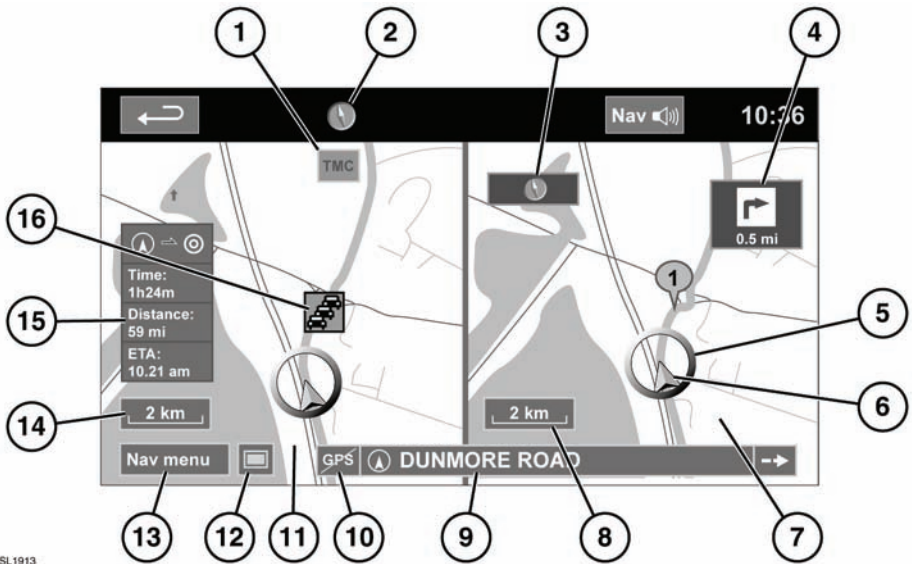 1
2
3
4
Nav
10:36
TMC
16
0.5 mi
Time:
1h24m
1
15
Distance:
59 mi
5
ETA:
10.21 am
6
14
2 km
2 km
Nav menu
GPS
DUNMORE ROAD
13
12
11
10
9
8
7
SL1913